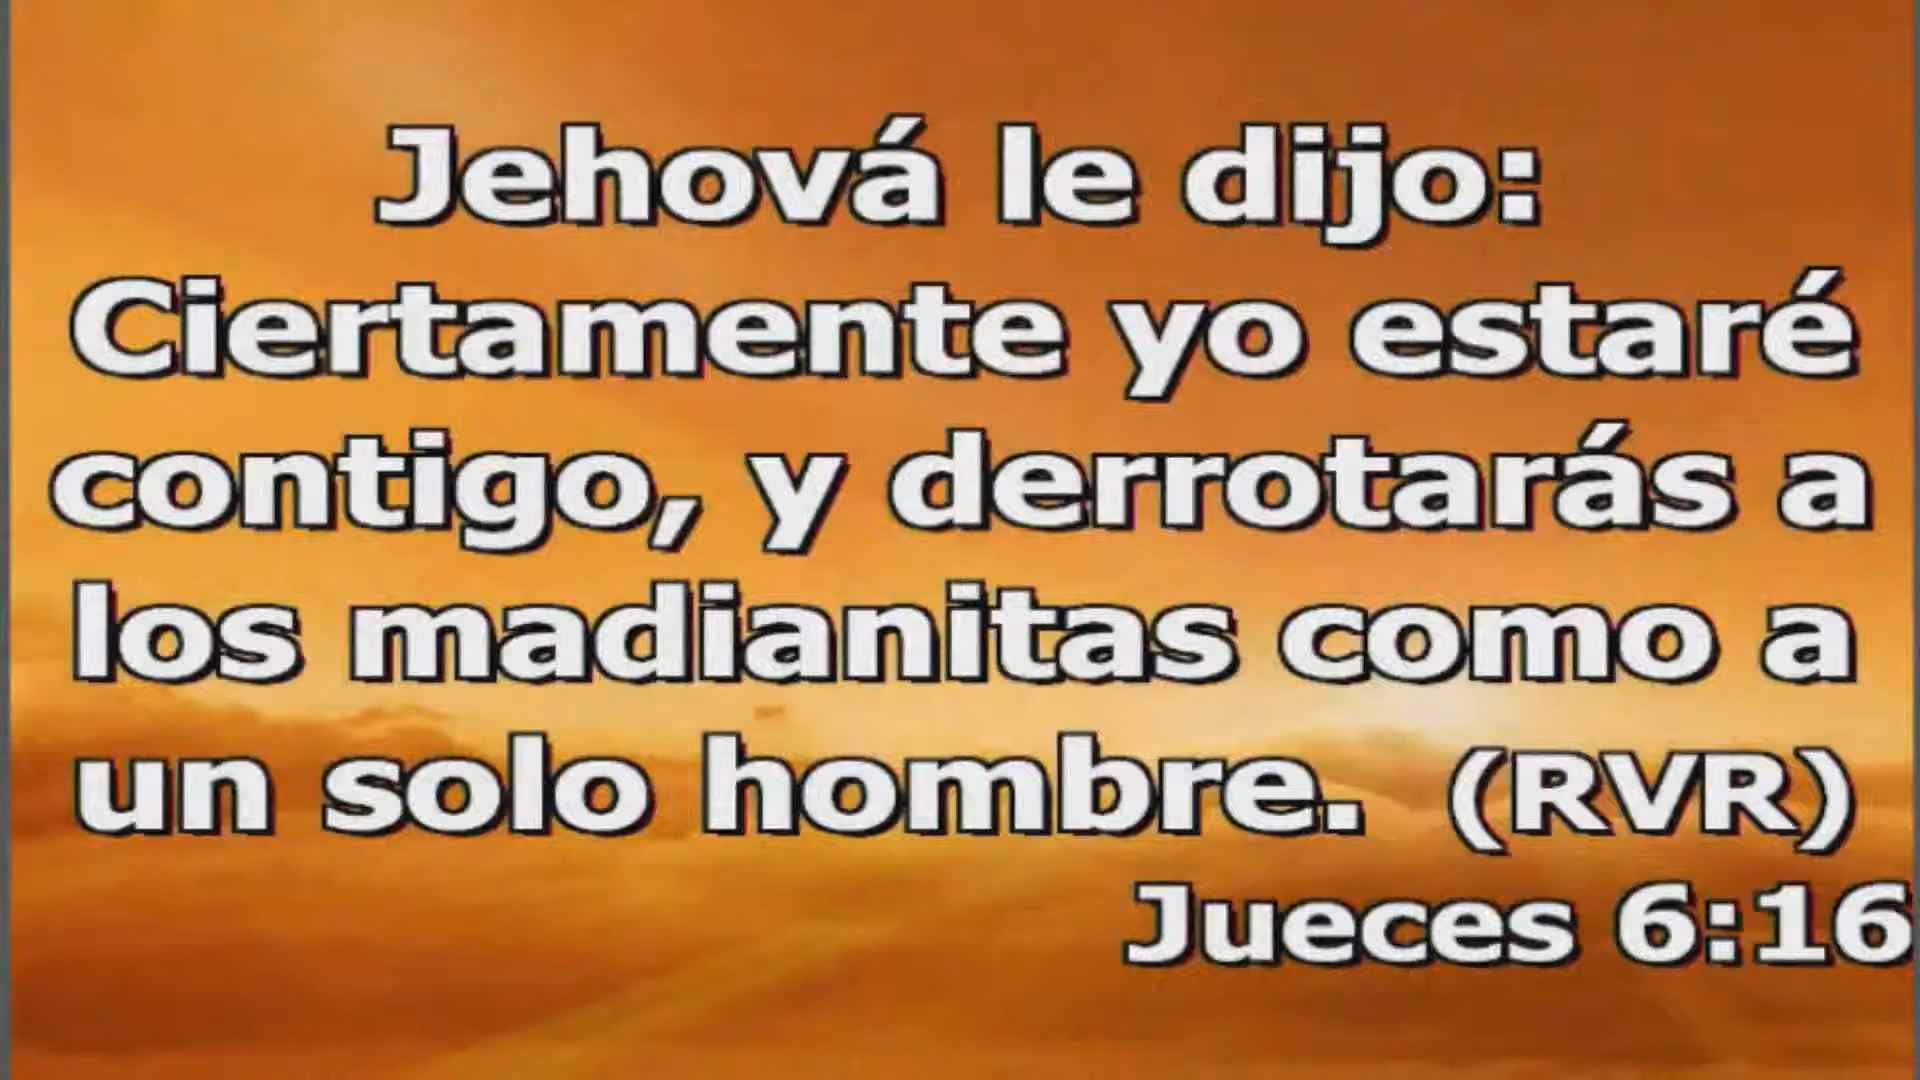 Jehová le dijo:
Ciertamente yo estaré
contigo, y derrotarás a
los madianitas como a
un solo hombre. (RVR)
Jueces 6:16